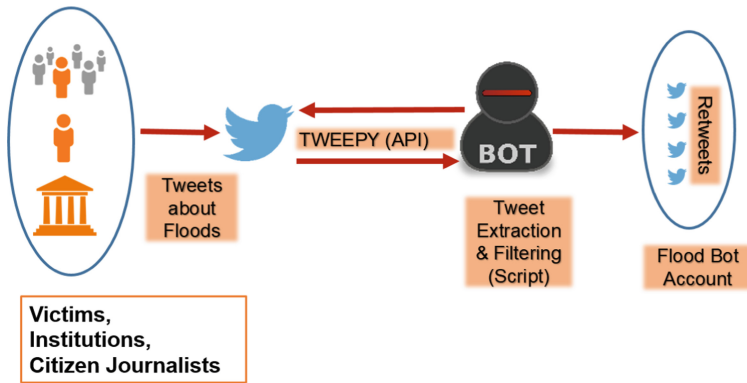 Tweets
about
Floods
TWEEPY (API)
BOT
Tweet
Extraction
& Filtering
(Script)
Retweets
Flood Bot
Account
Victims,
Institutions,
Citizen Journalists